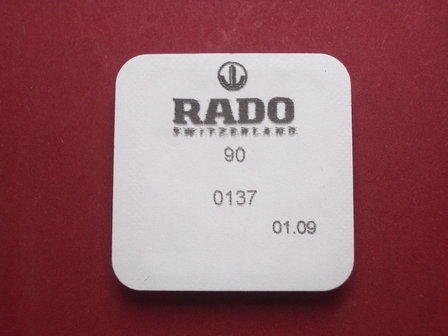 RADO
SWITZERLAND
90
0137
01.09